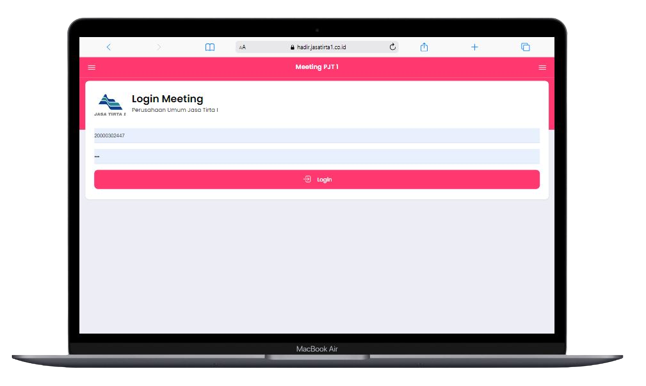 AA hadir.jasatirta1.co.id
Meeting PJT 1
Login Meeting
Perusahaan Umum Jasa Tirta I
JASA TIRTA I
20000302447
Login
MacBook Air